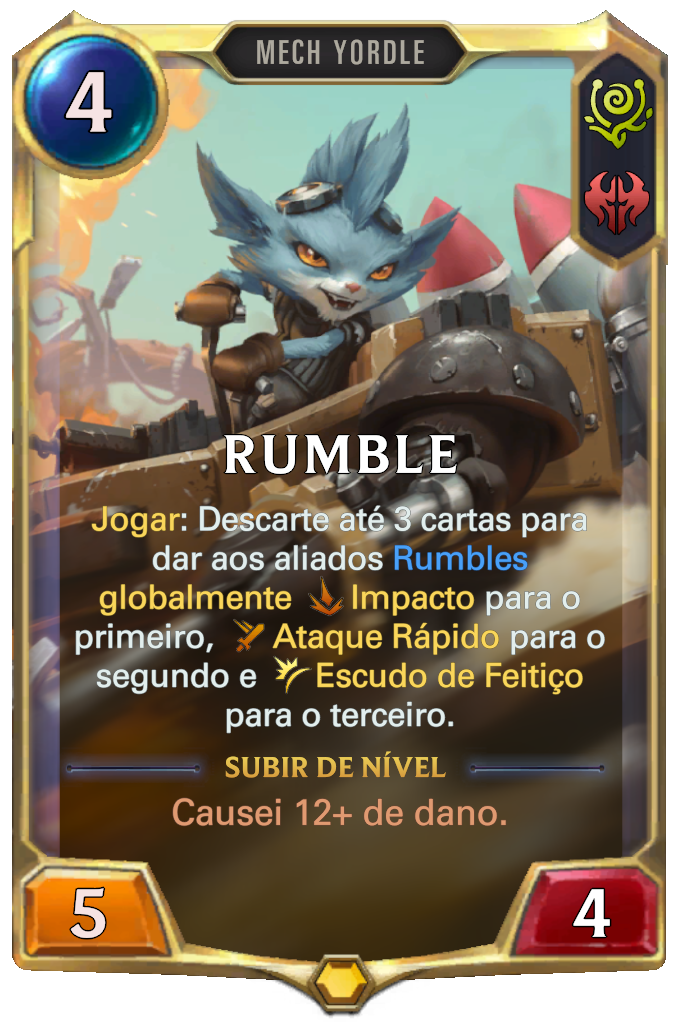 MECH YORDLE
4
RUMBLE
Jogar: Descarte até 3 cartas para
dar aos aliados Rumbles
globalmente Impacto para o
primeiro, Ataque Rápido para o
segundo e Escudo de Feitiço
para o terceiro.
SUBIR DE NÍVEL
Causei 12+ de dano.
5
4